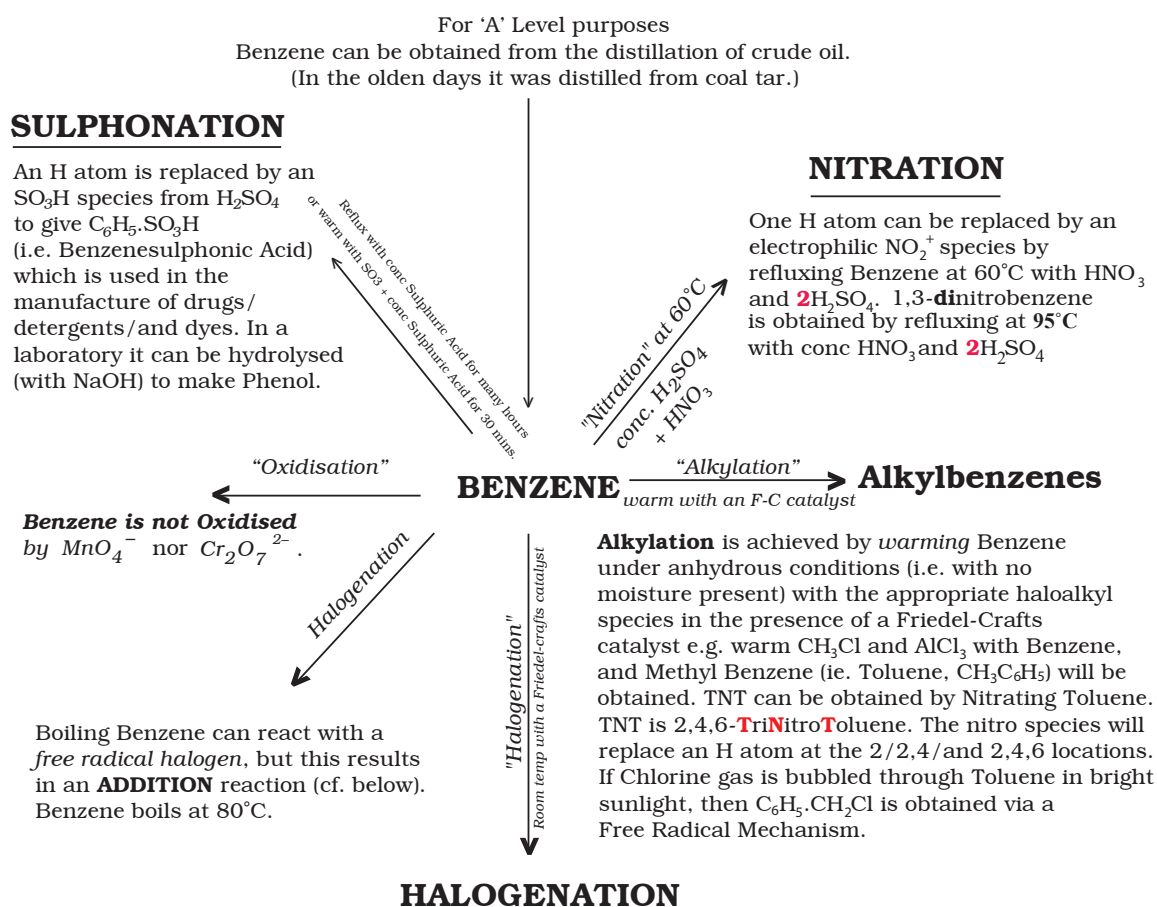 For ‘A’ Level purposes
Benzene can be obtained from the distillation of crude oil.
(In the olden days it was distilled from coal tar.)
SULPHONATION
An H atom is replaced by an
SO₃H species from H₂SO₄
to give C₆H₅.SO₃H
(i.e. Benzenesulphonic Acid)
which is used in the
manufacture of drugs/
detergents/and dyes. In a
laboratory it can be hydrolysed
(with NaOH) to make Phenol.
Reflux with conc Sulphuric Acid for many hours
or warm with SO3 + conc Sulphuric Acid for 30 mins.
NITRATION
One H atom can be replaced by an
electrophilic NO₂⁺ species by
refluxing Benzene at 60°C with HNO₃
and 2H₂SO₄. 1,3-dinitrobenzene
is obtained by refluxing at 95°C
with conc HNO₃ and 2H₂SO₄
"Nitration" at 60°C
conc. H₂SO₄
+ HNO₃
“Oxidisation”
BENZENE
“Alkylation”
warm with an F-C catalyst
Alkylbenzenes
Benzene is not Oxidised
by MnO₄⁻ nor Cr₂O₇²⁻ .
Halogenation
Boiling Benzene can react with a
free radical halogen, but this results
in an ADDITION reaction (cf. below).
Benzene boils at 80°C.
"Halogenation"
Room temp with a Friedel-crafts catalyst
Alkylation is achieved by warming Benzene
under anhydrous conditions (i.e. with no
moisture present) with the appropriate haloalkyl
species in the presence of a Friedel-Crafts
catalyst e.g. warm CH₃Cl and AlCl₃ with Benzene,
and Methyl Benzene (ie. Toluene, CH₃C₆H₅) will be
obtained. TNT can be obtained by Nitrating Toluene.
TNT is 2,4,6-TriNitroToluene. The nitro species will
replace an H atom at the 2/2,4/and 2,4,6 locations.
If Chlorine gas is bubbled through Toluene in bright
sunlight, then C₆H₅.CH₂Cl is obtained via a
Free Radical Mechanism.
HALOGENATION